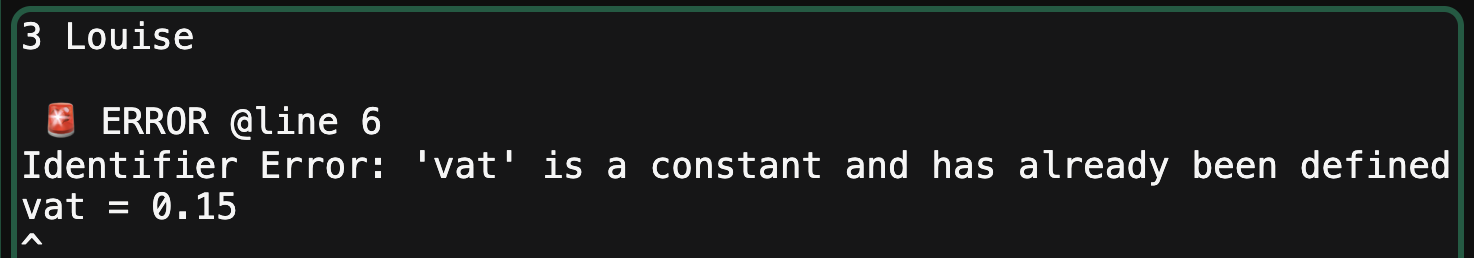 3 Louise
🚨 ERROR @line 6
Identifier Error: 'vat' is a constant and has already been defined
vat = 0.15
^